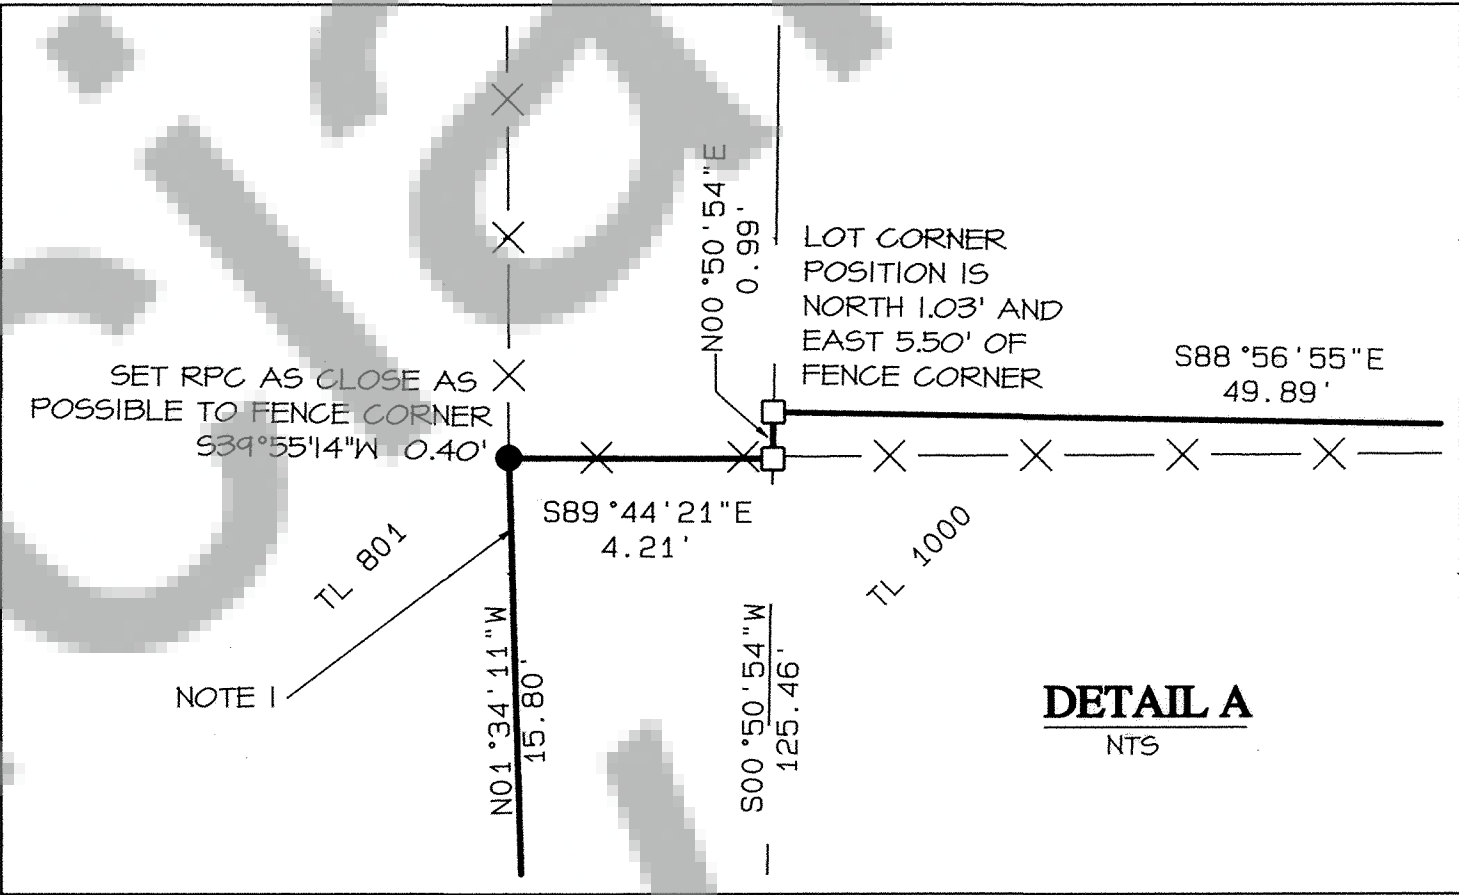 N00°50'54"E
0.99'
LOT CORNER
POSITION IS
NORTH 1.03' AND
EAST 5.50' OF
FENCE CORNER
S88°56'55"E
49.89'
SET RPC AS CLOSE AS
POSSIBLE TO FENCE CORNER
S39°55'14"W 0.40'
S89°44'21"E
4.21'
TL 801
TL 1000
NOTE 1
N01°34'11"W
15.80'
S00°50'54"W
125.46'
DETAIL A
NTS